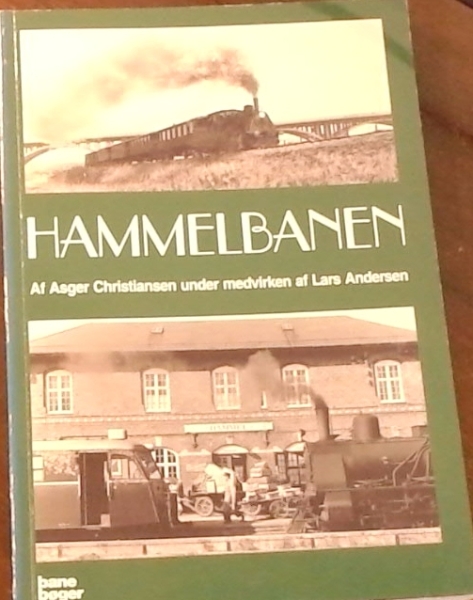 HAMMELBANEN
Af Asger Christiansen under medvirken af Lars Andersen
bane
bøger